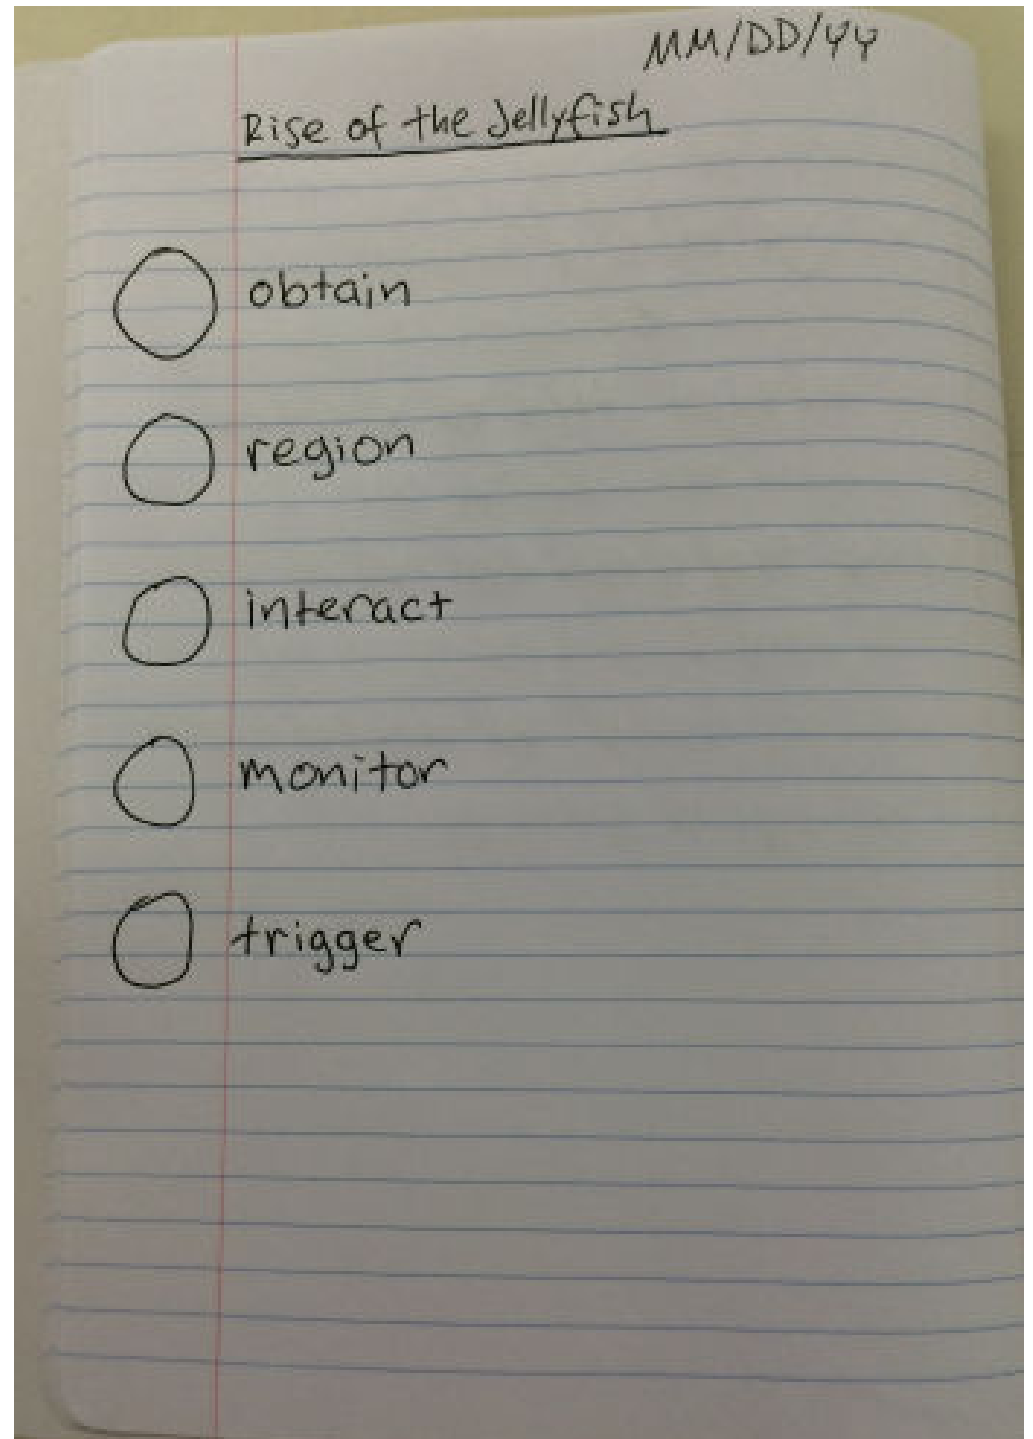 MM/DD/YY
Rise of the Jellyfish
obtain
region
interact
monitor
trigger